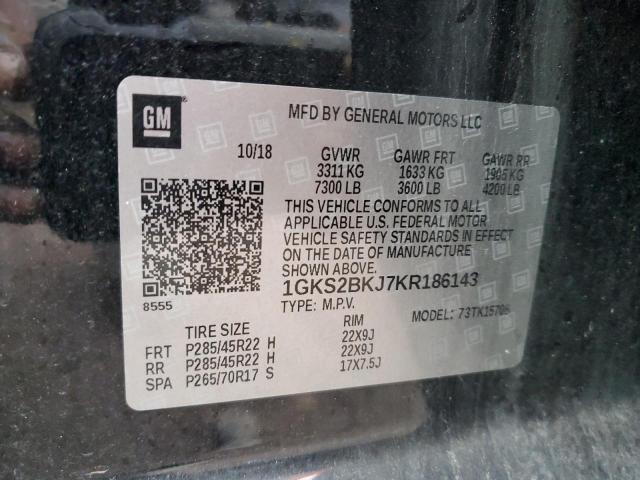 GM
MFD BY GENERAL MOTORS LLC
10/18 GVWR GAWR FRT GAWR RR
3311 KG 1633 KG 1905 KG
7300 LB 3600 LB 4200 LB
THIS VEHICLE CONFORMS TO ALL
APPLICABLE U.S. FEDERAL MOTOR
VEHICLE SAFETY STANDARDS IN EFFECT
ON THE DATE OF MANUFACTURE
SHOWN ABOVE.
8555
1GKS2BKJ7KR186143
TYPE: M.P.V. MODEL: 73TK15706
TIRE SIZE RIM
FRT P285/45R22 H 22X9J
RR P285/45R22 H 22X9J
SPA P265/70R17 S 17X7.5J